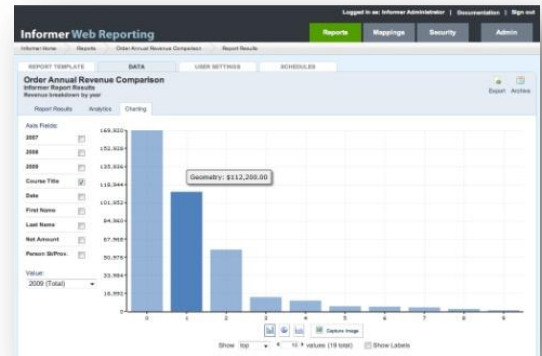 Logged in as: Informer Administrator | Documentation | Sign out
Informer Web Reporting
Reports Mappings Security Admin
Informer Home Reports Order Annual Revenue Comparison Report Results
REPORT TEMPLATE DATA USER SETTINGS SCHEDULES
Order Annual Revenue Comparison
Informer Report Results
Revenue breakdown by year
Export Archive
Report Results Analytics Charting
Axis Fields:
2007
2008
2009
Course Title
Date
First Name
Last Name
Net Amount
Person St/Prov.
Value:
2009 (Total)
169,920
152,928
135,936
118,944
101,952
84,960
67,968
50,976
33,984
16,992
0
Geometry: $112,200.00
0 1 2 3 4 5 6 7 8 9
Capture Image
Show top 10 values (19 total) Show Labels